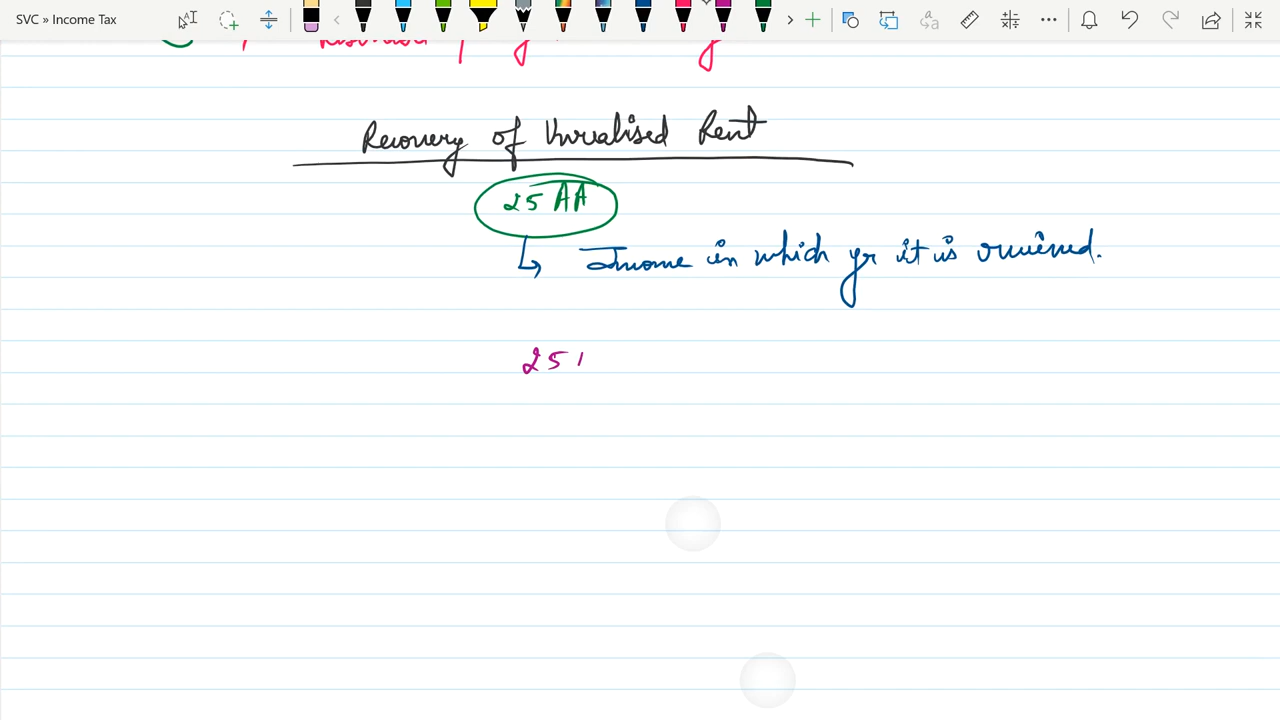 SVC » Income Tax
Recovery of Unrealised Rent
25 AA
Income in which yr it is received.
25